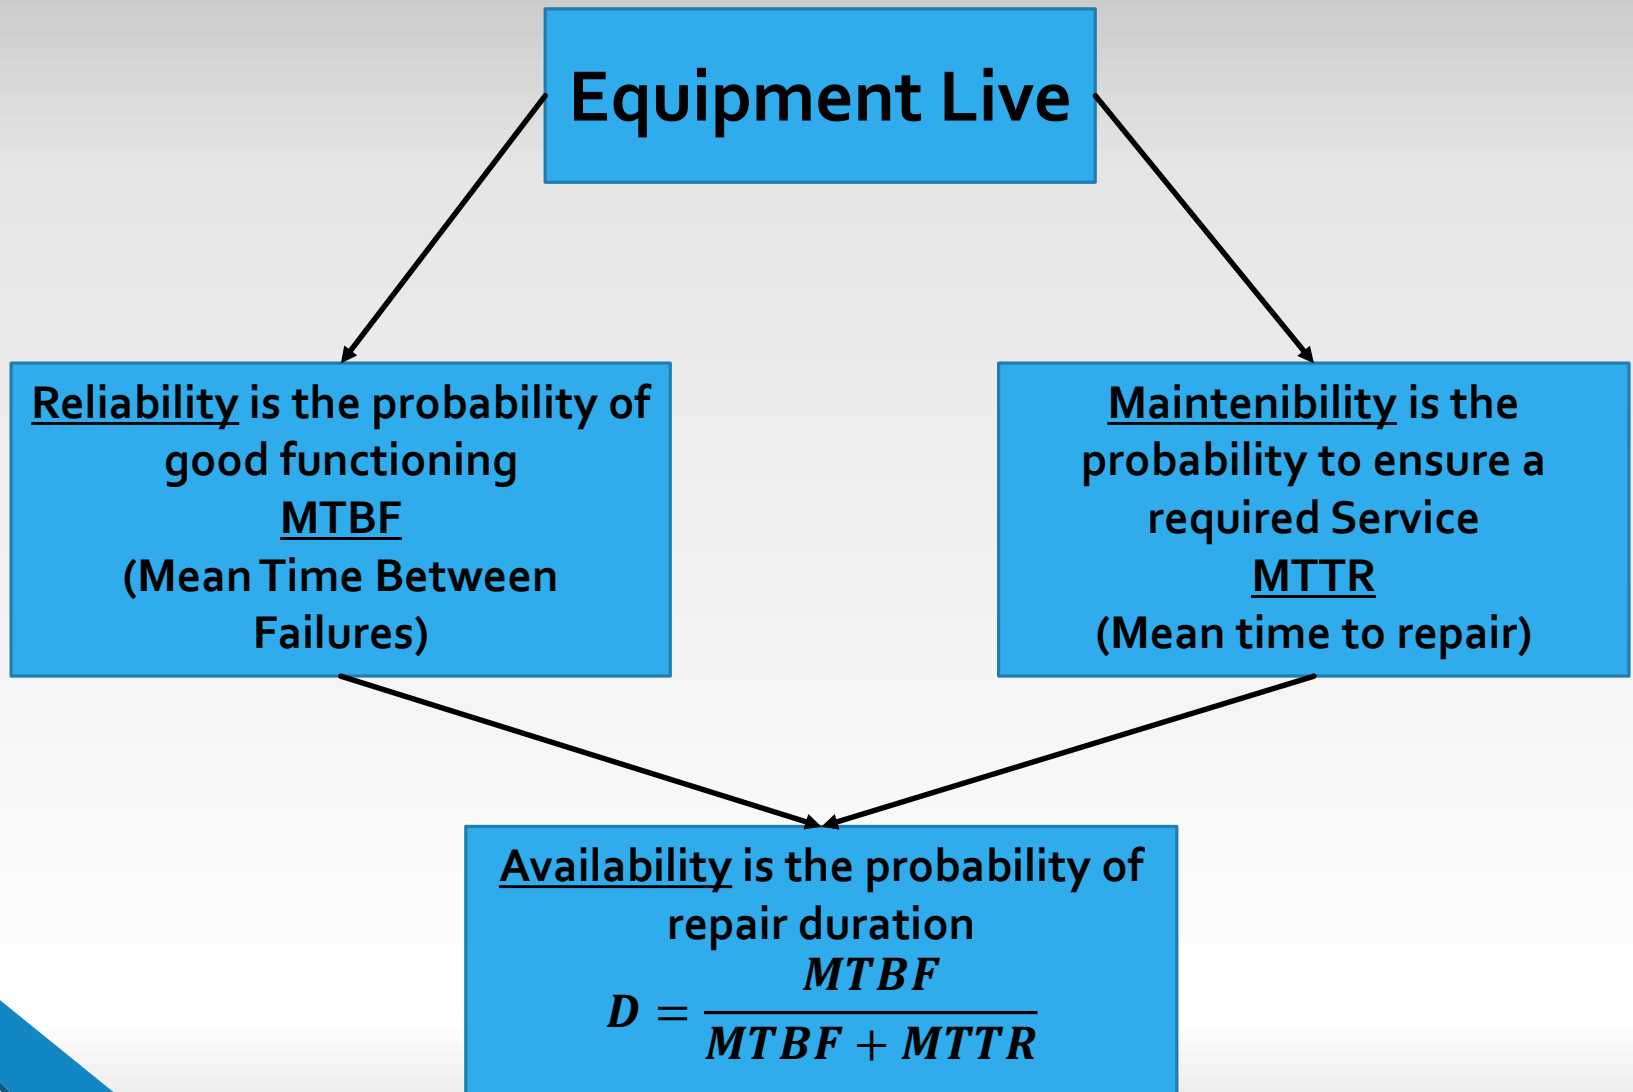 Equipment Live
Reliability is the probability of
good functioning
MTBF
(Mean Time Between
Failures)
Maintenibility is the
probability to ensure a
required Service
MTTR
(Mean time to repair)
Availability is the probability of
repair duration
D = MTBF / MTBF + MTTR